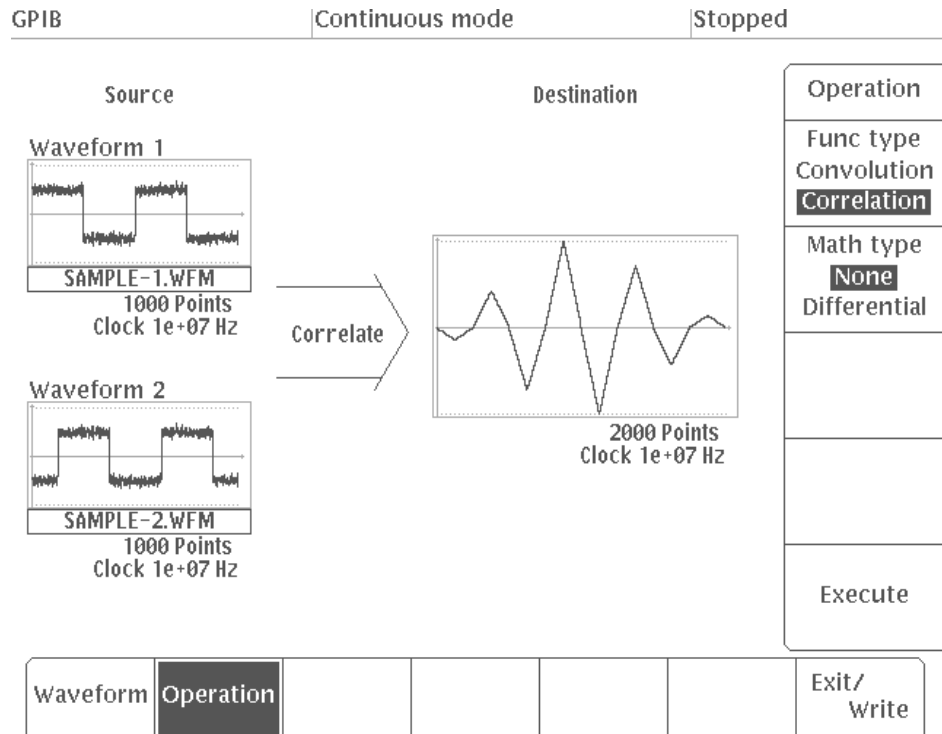 GPIB Continuous mode Stopped
Source
Destination
Waveform 1
SAMPLE-1.WFM
1000 Points
Clock 1e+07 Hz
Correlate
Waveform 2
SAMPLE-2.WFM
1000 Points
Clock 1e+07 Hz
2000 Points
Clock 1e+07 Hz
Operation
Func type
Convolution
Correlation
Math type
None
Differential
Execute
Waveform Operation
Exit/
Write